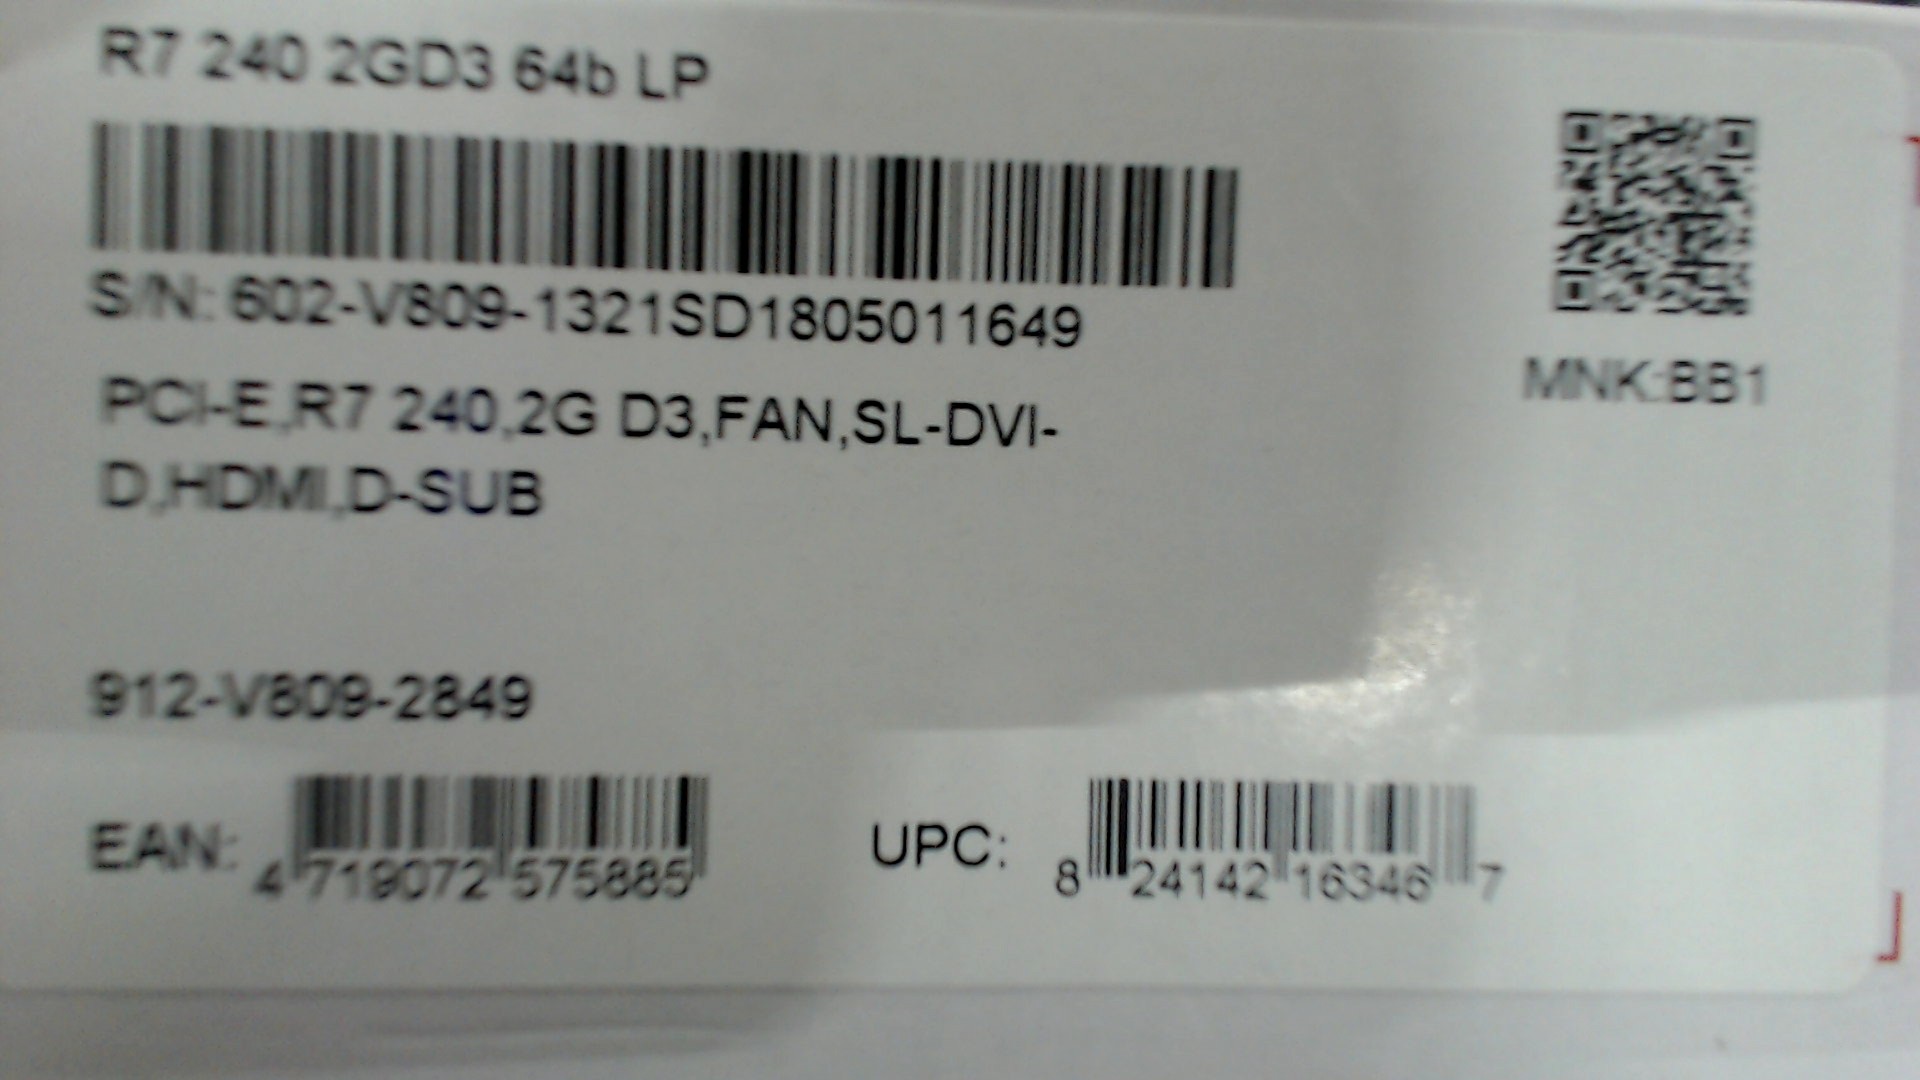 R7 240 2GD3 64b LP
S/N: 602-V809-1321SD1805011649
MNK:BB1
PCI-E,R7 240,2G D3,FAN,SL-DVI-
D,HDMI,D-SUB
912-V809-2849
EAN: 4 719072 575885
UPC: 8 24142 16346 7